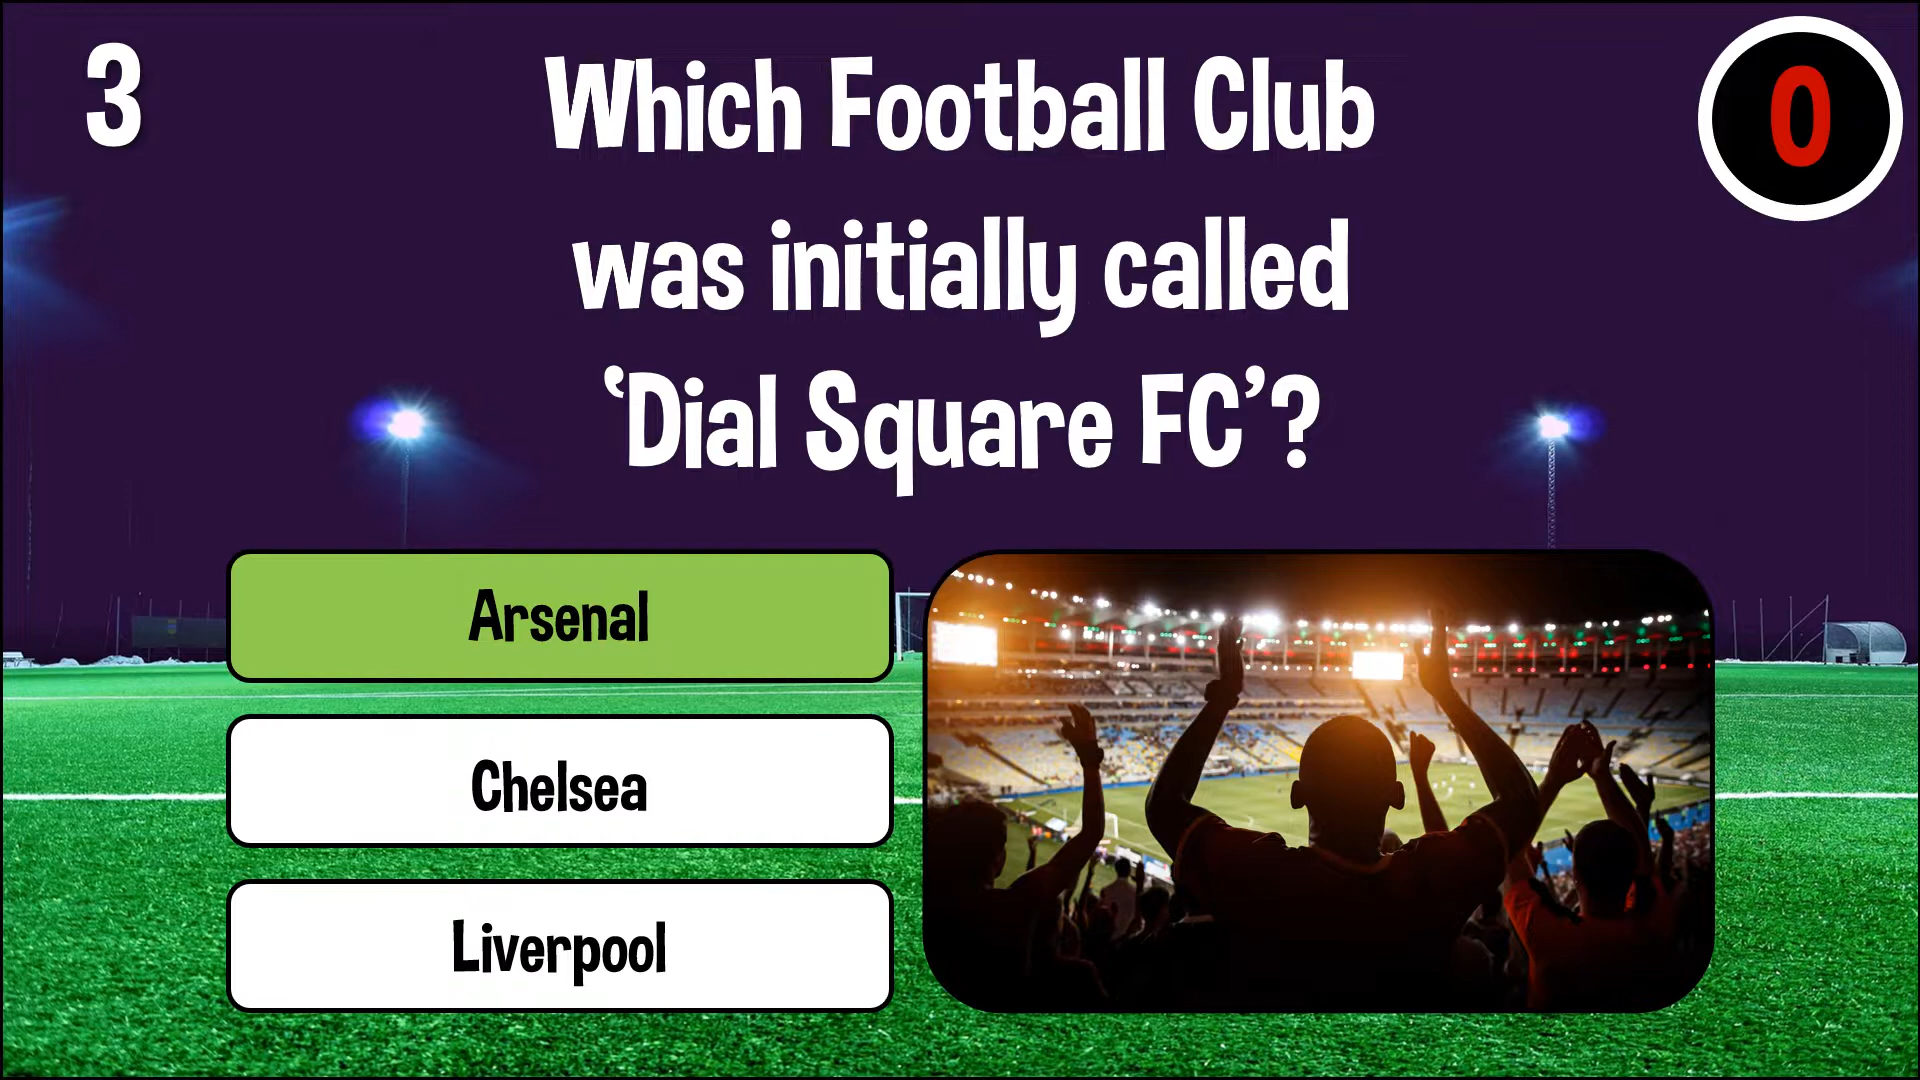 3
Which Football Club
0
was initially called
‘Dial Square FC’?
Arsenal
Chelsea
Liverpool